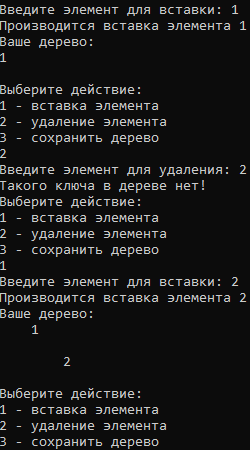 Введите элемент для вставки: 1
Производится вставка элемента 1
Ваше дерево:
1
Выберите действие:
1 - вставка элемента
2 - удаление элемента
3 - сохранить дерево
2
Введите элемент для удаления: 2
Такого ключа в дереве нет!
Выберите действие:
1 - вставка элемента
2 - удаление элемента
3 - сохранить дерево
1
Введите элемент для вставки: 2
Производится вставка элемента 2
Ваше дерево:
1
2
Выберите действие:
1 - вставка элемента
2 - удаление элемента
3 - сохранить дерево